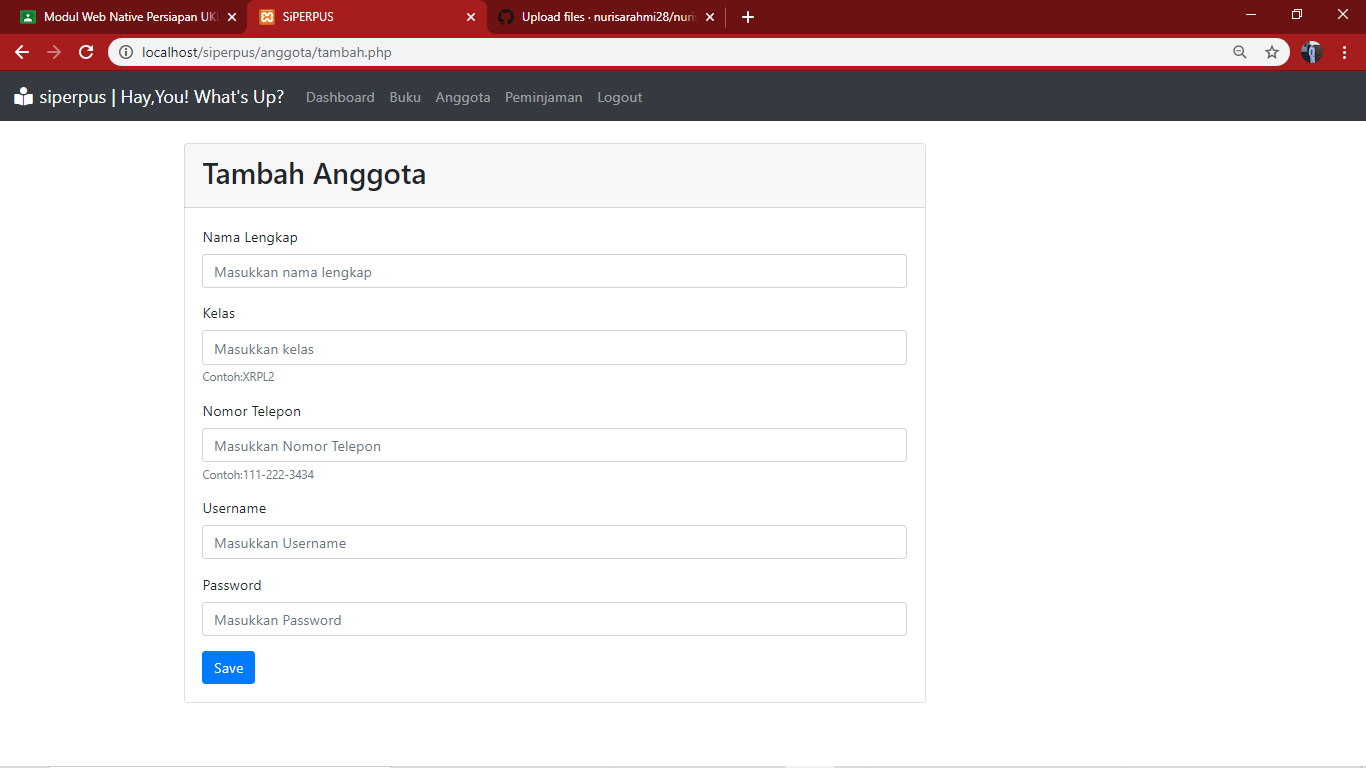 Modul Web Native Persiapan UK
SiPERPUS
Upload files · nurisarahmi28/nuris
localhost/siperpus/anggota/tambah.php
siperpus | Hay,You! What's Up?
Dashboard
Buku
Anggota
Peminjaman
Logout
Tambah Anggota
Nama Lengkap
Masukkan nama lengkap
Kelas
Masukkan kelas
Contoh:XRPL2
Nomor Telepon
Masukkan Nomor Telepon
Contoh:111-222-3434
Username
Masukkan Username
Password
Masukkan Password
Save